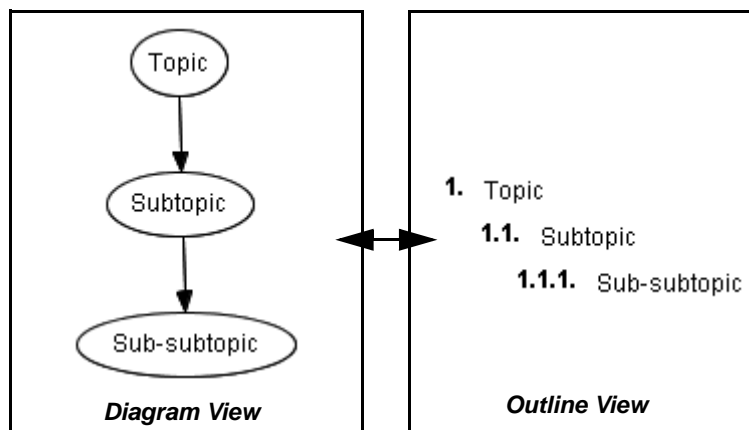 Topic
Subtopic
Sub-subtopic
Diagram View
1. Topic
1.1. Subtopic
1.1.1. Sub-subtopic
Outline View